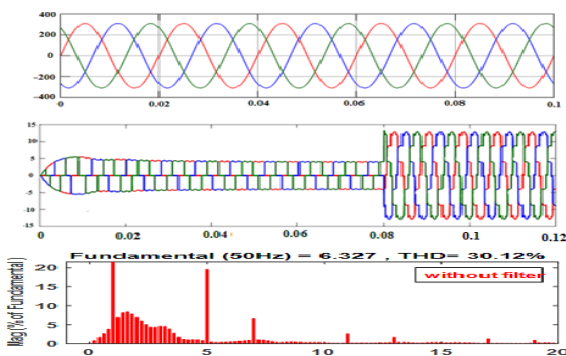 400
200
0
-200
-400
0 0.02 0.04 0.06 0.08 0.1
15
10
5
0
-5
-10
-15
0 0.02 0.04 0.06 0.08 0.1 0.12
Fundamental (50Hz) = 6.327 , THD= 30.12%
without filter
Mag (% of Fundamental)
20
15
10
5
0
0 5 10 15 20